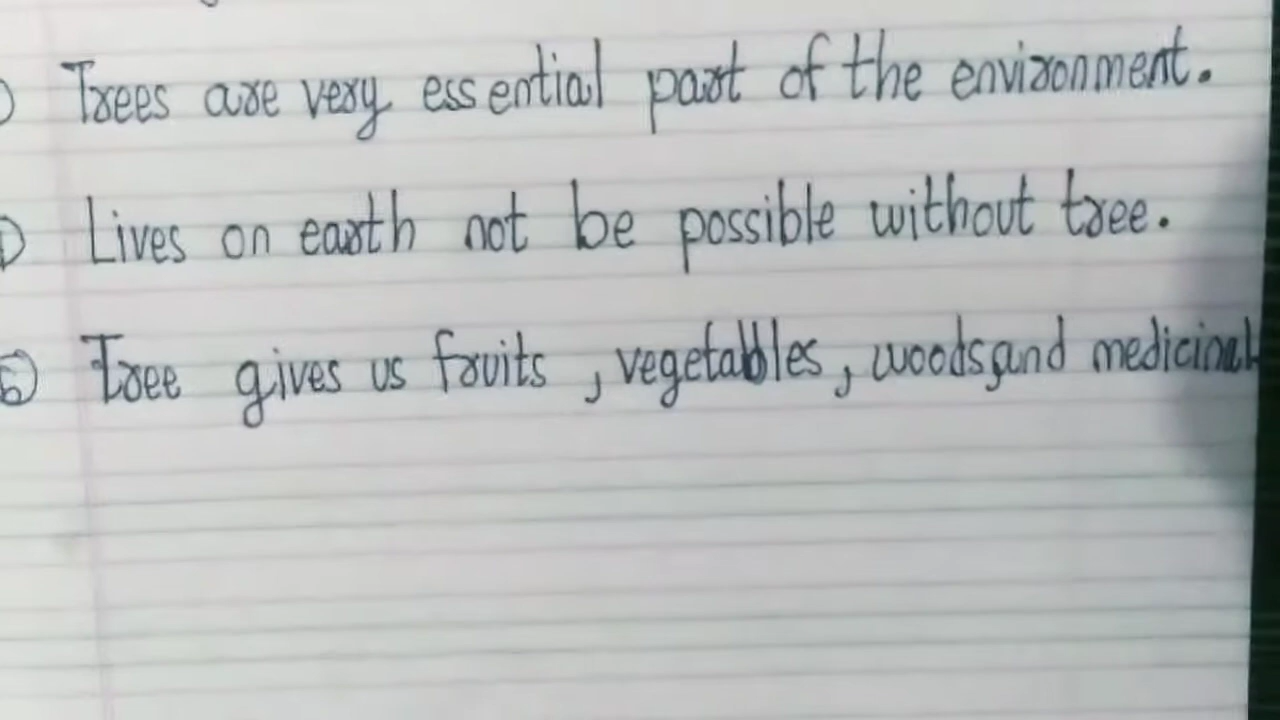 Trees are very essential part of the environment.
Lives on earth not be possible without tree.
Tree gives us fruits , vegetables, woods and medicinal